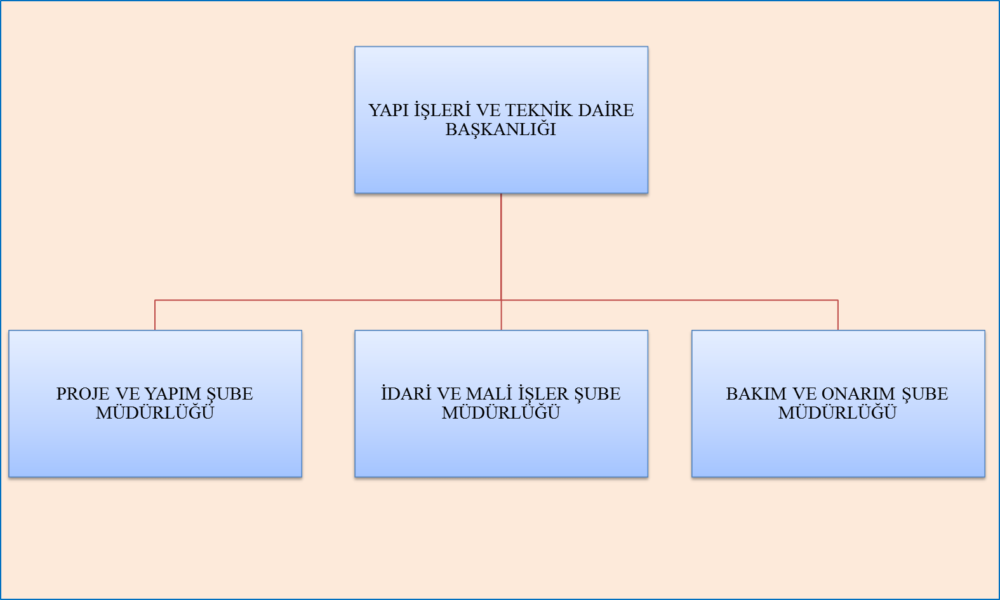 YAPI İŞLERİ VE TEKNİK DAİRE
BAŞKANLIĞI
PROJE VE YAPIM ŞUBE
MÜDÜRLÜĞÜ
İDARİ VE MALİ İŞLER ŞUBE
MÜDÜRLÜĞÜ
BAKIM VE ONARIM ŞUBE
MÜDÜRLÜĞÜ